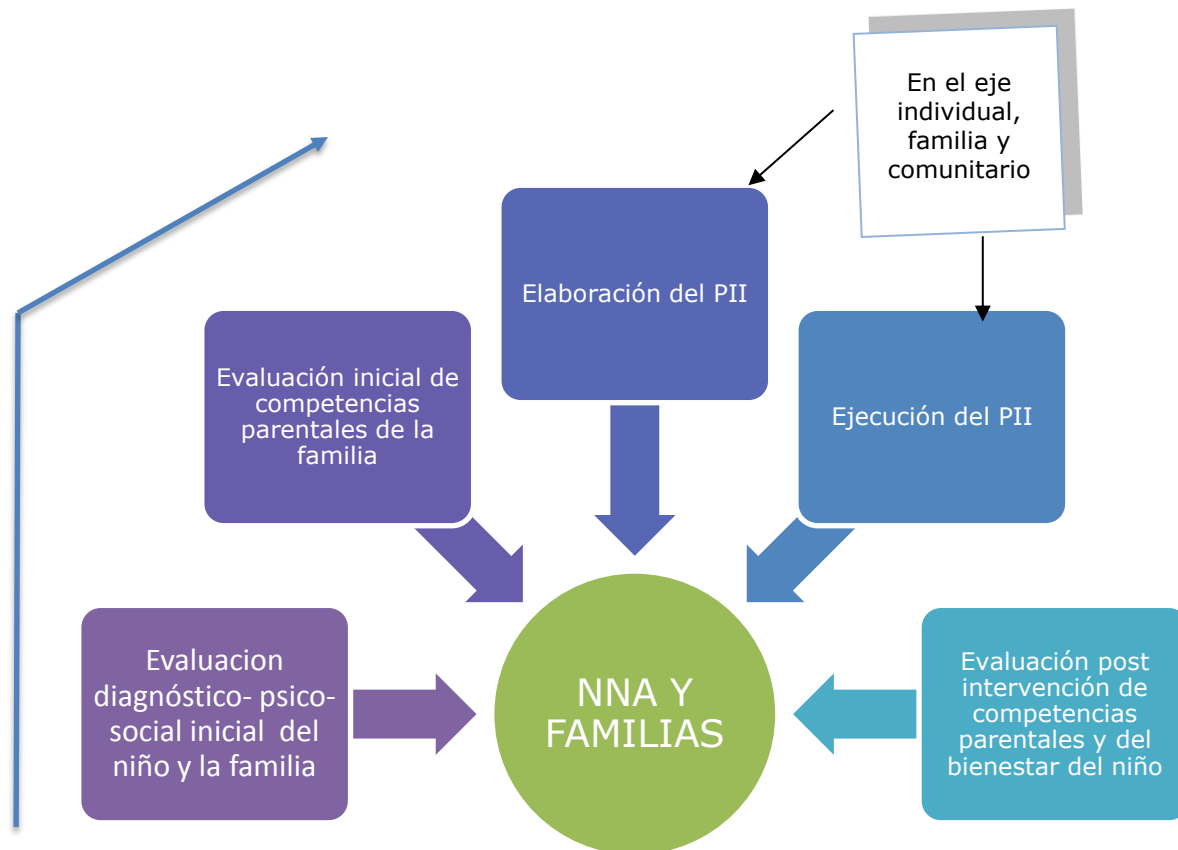 En el eje
individual,
familia y
comunitario
Elaboración del PII
Evaluación inicial de
competencias
parentales de la
familia
Ejecución del PII
Evaluacion
diagnóstico- psico-
social inicial del
niño y la familia
NNA Y
FAMILIAS
Evaluación post
intervención de
competencias
parentales y del
bienestar del niño